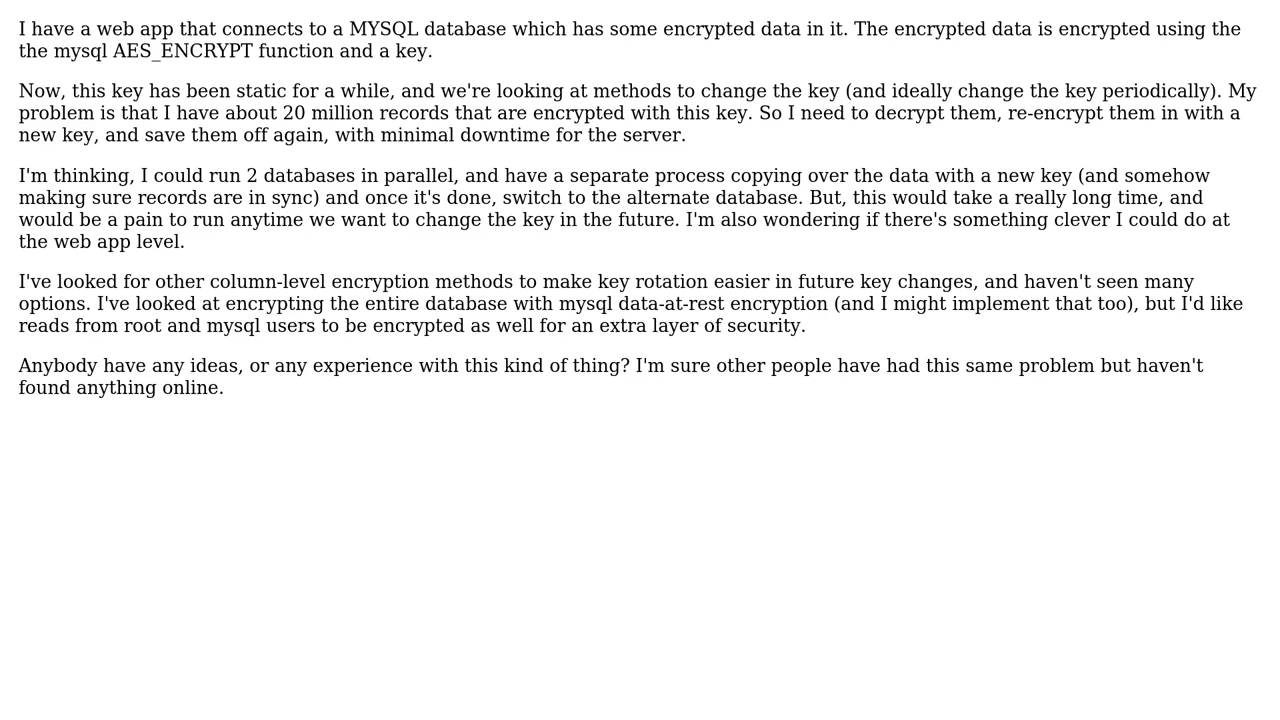 I have a web app that connects to a MYSQL database which has some encrypted data in it. The encrypted data is encrypted using the
the mysql AES_ENCRYPT function and a key.
Now, this key has been static for a while, and we're looking at methods to change the key (and ideally change the key periodically). My
problem is that I have about 20 million records that are encrypted with this key. So I need to decrypt them, re-encrypt them in with a
new key, and save them off again, with minimal downtime for the server.
I'm thinking, I could run 2 databases in parallel, and have a separate process copying over the data with a new key (and somehow
making sure records are in sync) and once it's done, switch to the alternate database. But, this would take a really long time, and
would be a pain to run anytime we want to change the key in the future. I'm also wondering if there's something clever I could do at
the web app level.
I've looked for other column-level encryption methods to make key rotation easier in future key changes, and haven't seen many
options. I've looked at encrypting the entire database with mysql data-at-rest encryption (and I might implement that too), but I'd like
reads from root and mysql users to be encrypted as well for an extra layer of security.
Anybody have any ideas, or any experience with this kind of thing? I'm sure other people have had this same problem but haven't
found anything online.